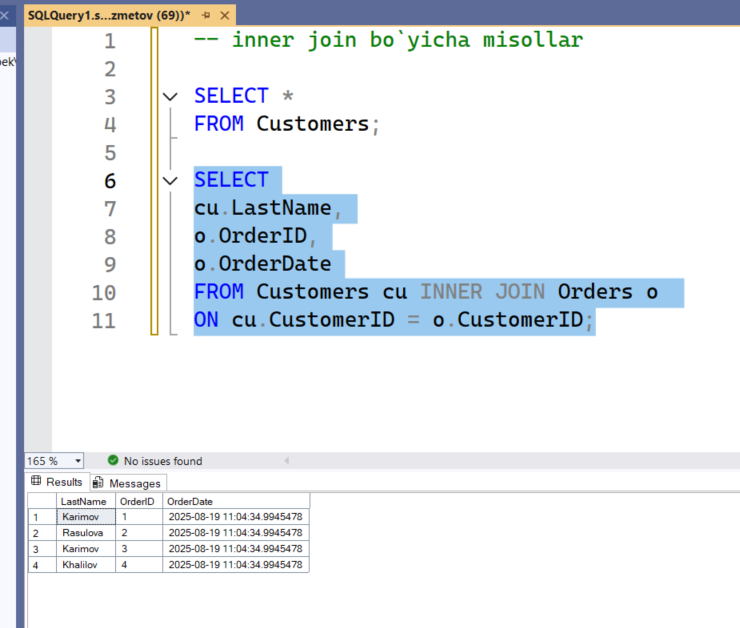 SQLQuery1.s...zmetov (69))*
ek
1 -- inner join bo`yicha misollar
2
3 SELECT *
4 FROM Customers;
5
6 SELECT
7 cu.LastName,
8 o.OrderID,
9 o.OrderDate
10 FROM Customers cu INNER JOIN Orders o
11 ON cu.CustomerID = o.CustomerID;
165 % No issues found
Results Messages
LastName OrderID OrderDate
1 Karimov 1 2025-08-19 11:04:34.9945478
2 Rasulova 2 2025-08-19 11:04:34.9945478
3 Karimov 3 2025-08-19 11:04:34.9945478
4 Khalilov 4 2025-08-19 11:04:34.9945478